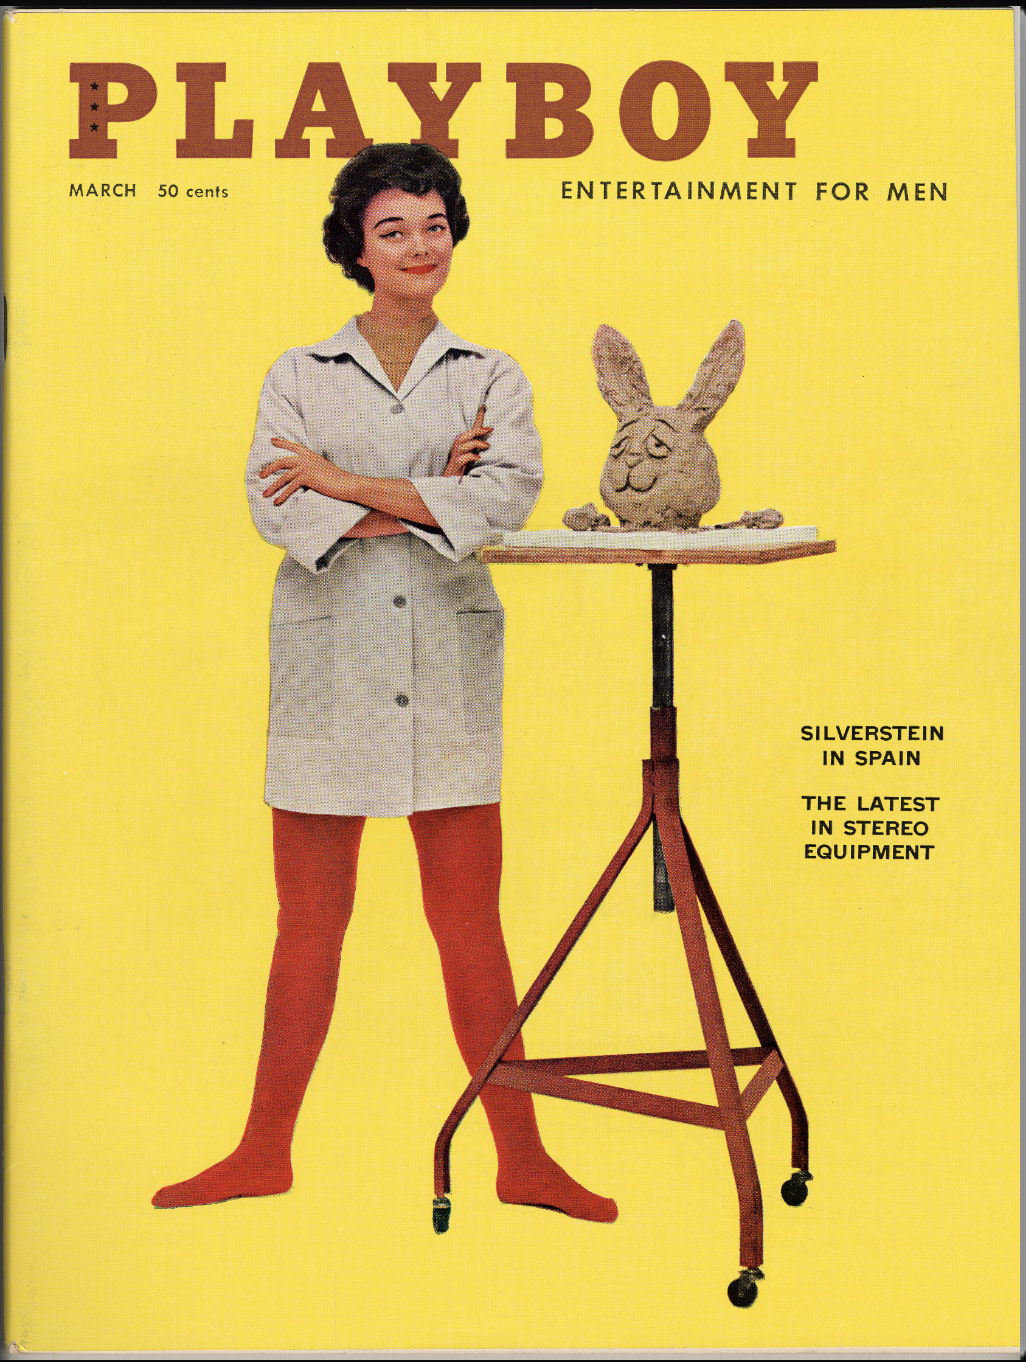 PLAYBOY
MARCH 50 cents
ENTERTAINMENT FOR MEN
SILVERSTEIN
IN SPAIN
THE LATEST
IN STEREO
EQUIPMENT